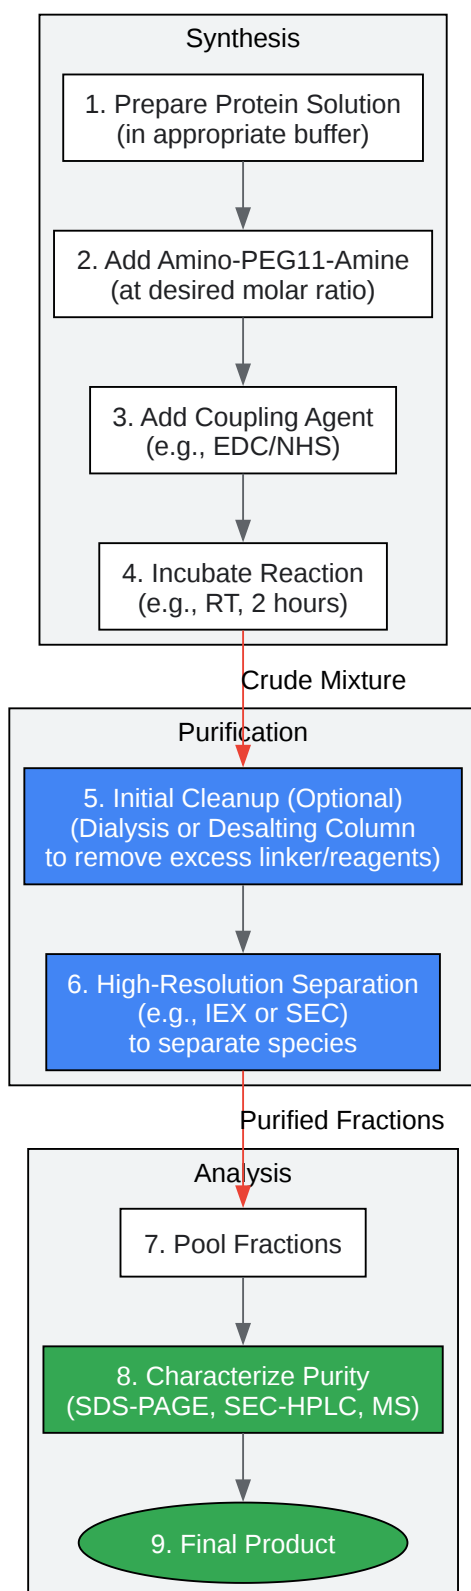 Synthesis
1. Prepare Protein Solution
(in appropriate buffer)
2. Add Amino-PEG11-Amine
(at desired molar ratio)
3. Add Coupling Agent
(e.g., EDC/NHS)
4. Incubate Reaction
(e.g., RT, 2 hours)
Crude Mixture
Purification
5. Initial Cleanup (Optional)
(Dialysis or Desalting Column
to remove excess linker/reagents)
6. High-Resolution Separation
(e.g., IEX or SEC)
to separate species
Purified Fractions
Analysis
7. Pool Fractions
8. Characterize Purity
(SDS-PAGE, SEC-HPLC, MS)
9. Final Product